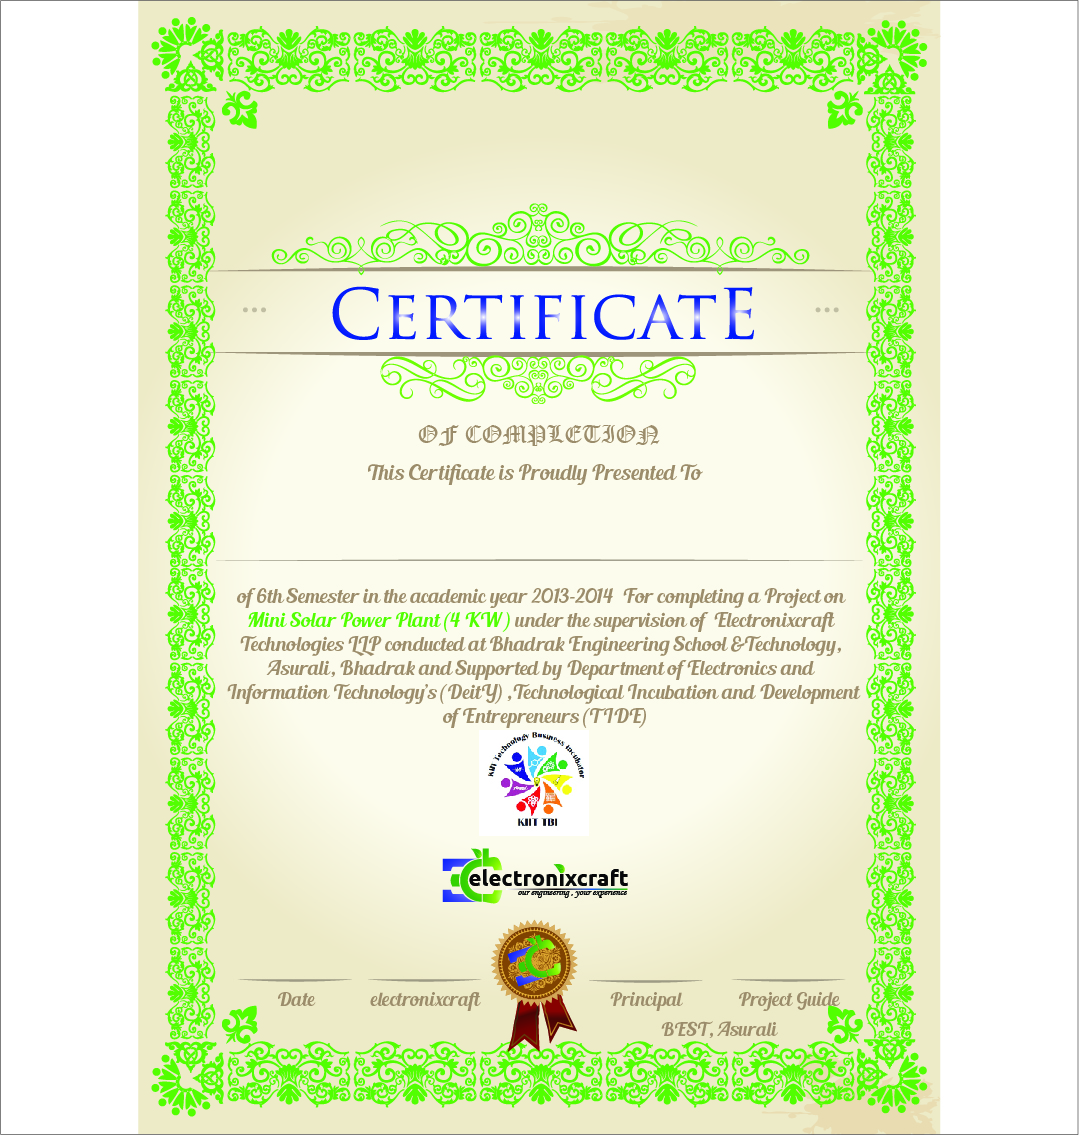 CERTIFICATE
OF COMPLETION
This Certificate is Proudly Presented To
of 6th Semester in the academic year 2013-2014 For completing a Project on
Mini Solar Power Plant(4 KW) under the supervision of Electronixcraft
Technologies LLP conducted at Bhadrak Engineering School &Technology,
Asurali, Bhadrak and Supported by Department of Electronics and
Information Technology's(DeitY) ,Technological Incubation and Development
of Entrepreneurs(TIDE)
KIIT Technology Business Incubator
KIIT TBI
electronixcraft
our engineering , your experience
Date electronixcraft Principal Project Guide
BEST, Asurali